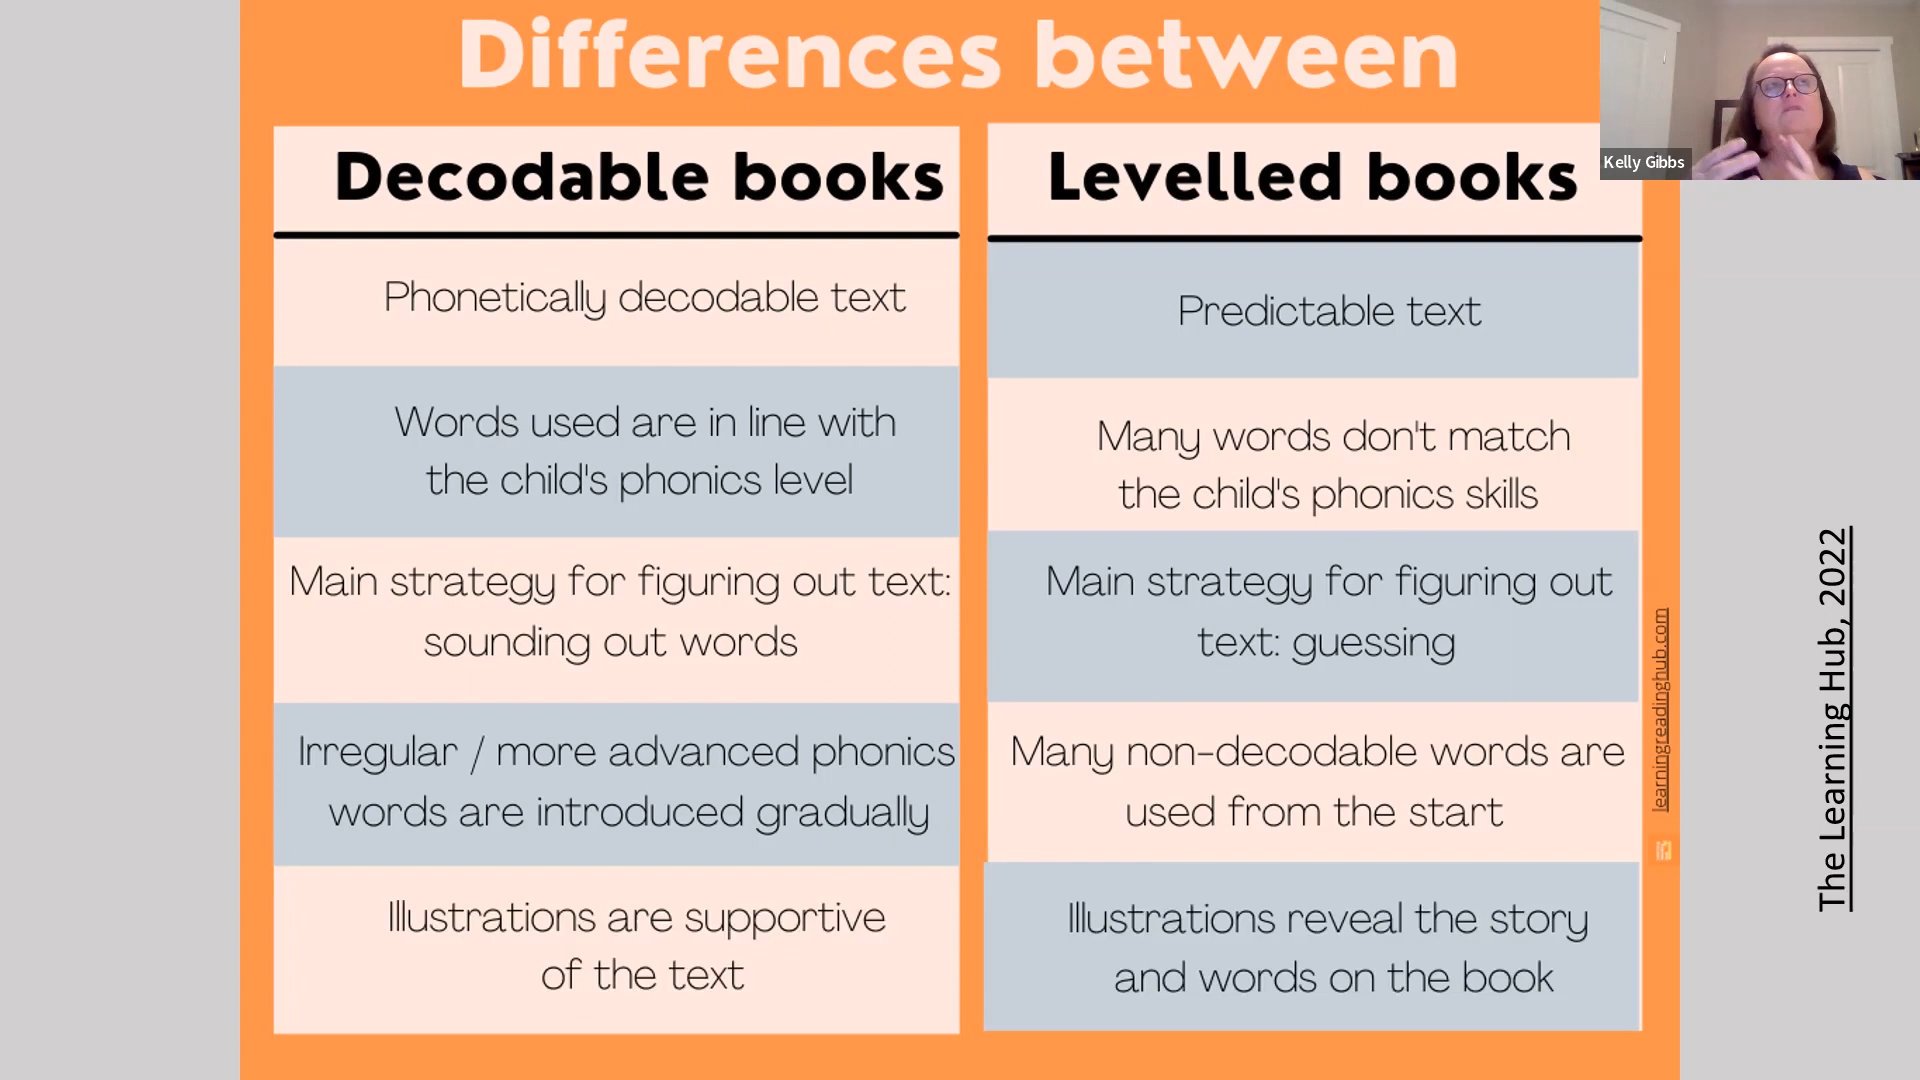 Differences between
Decodable books
Phonetically decodable text
Words used are in line with
the child's phonics level
Main strategy for figuring out text:
sounding out words
Irregular / more advanced phonics
words are introduced gradually
Illustrations are supportive
of the text
Levelled books
Predictable text
Many words don't match
the child's phonics skills
Main strategy for figuring out
text: guessing
Many non-decodable words are
used from the start
Illustrations reveal the story
and words on the book
learningreadinghub.com
The Learning Hub, 2022
Kelly Gibbs